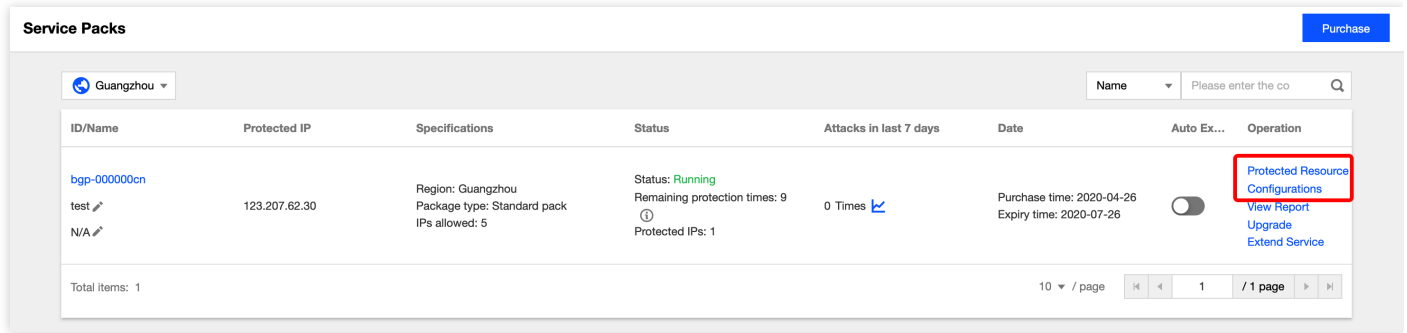 Service Packs
Purchase
Guangzhou
Name
Please enter the co
ID/Name
Protected IP
Specifications
Status
Attacks in last 7 days
Date
Auto Ex...
Operation
bgp-000000cn
test
N/A
123.207.62.30
Region: Guangzhou
Package type: Standard pack
IPs allowed: 5
Status: Running
Remaining protection times: 9
Protected IPs: 1
0 Times
Purchase time: 2020-04-26
Expiry time: 2020-07-26
Protected Resource
Configurations
View Report
Upgrade
Extend Service
Total items: 1
10 / page
1
/ 1 page